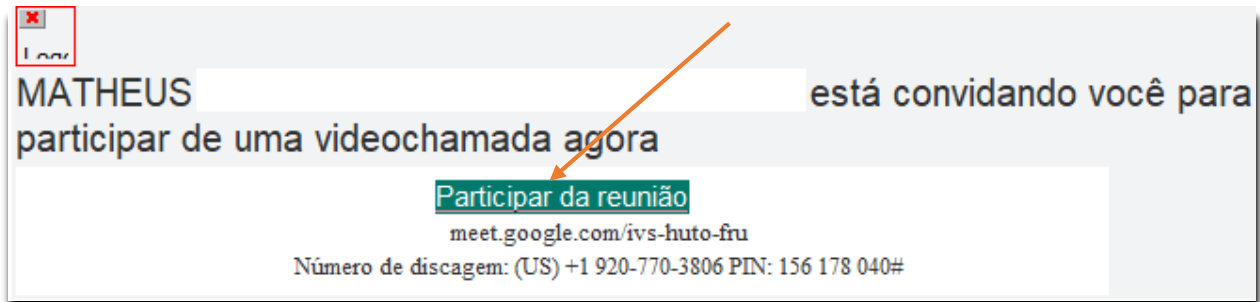 MATHEUS está convidando você para
participar de uma videochamada agora
Participar da reunião
meet.google.com/ivs-huto-fru
Número de discagem: (US) +1 920-770-3806 PIN: 156 178 040#